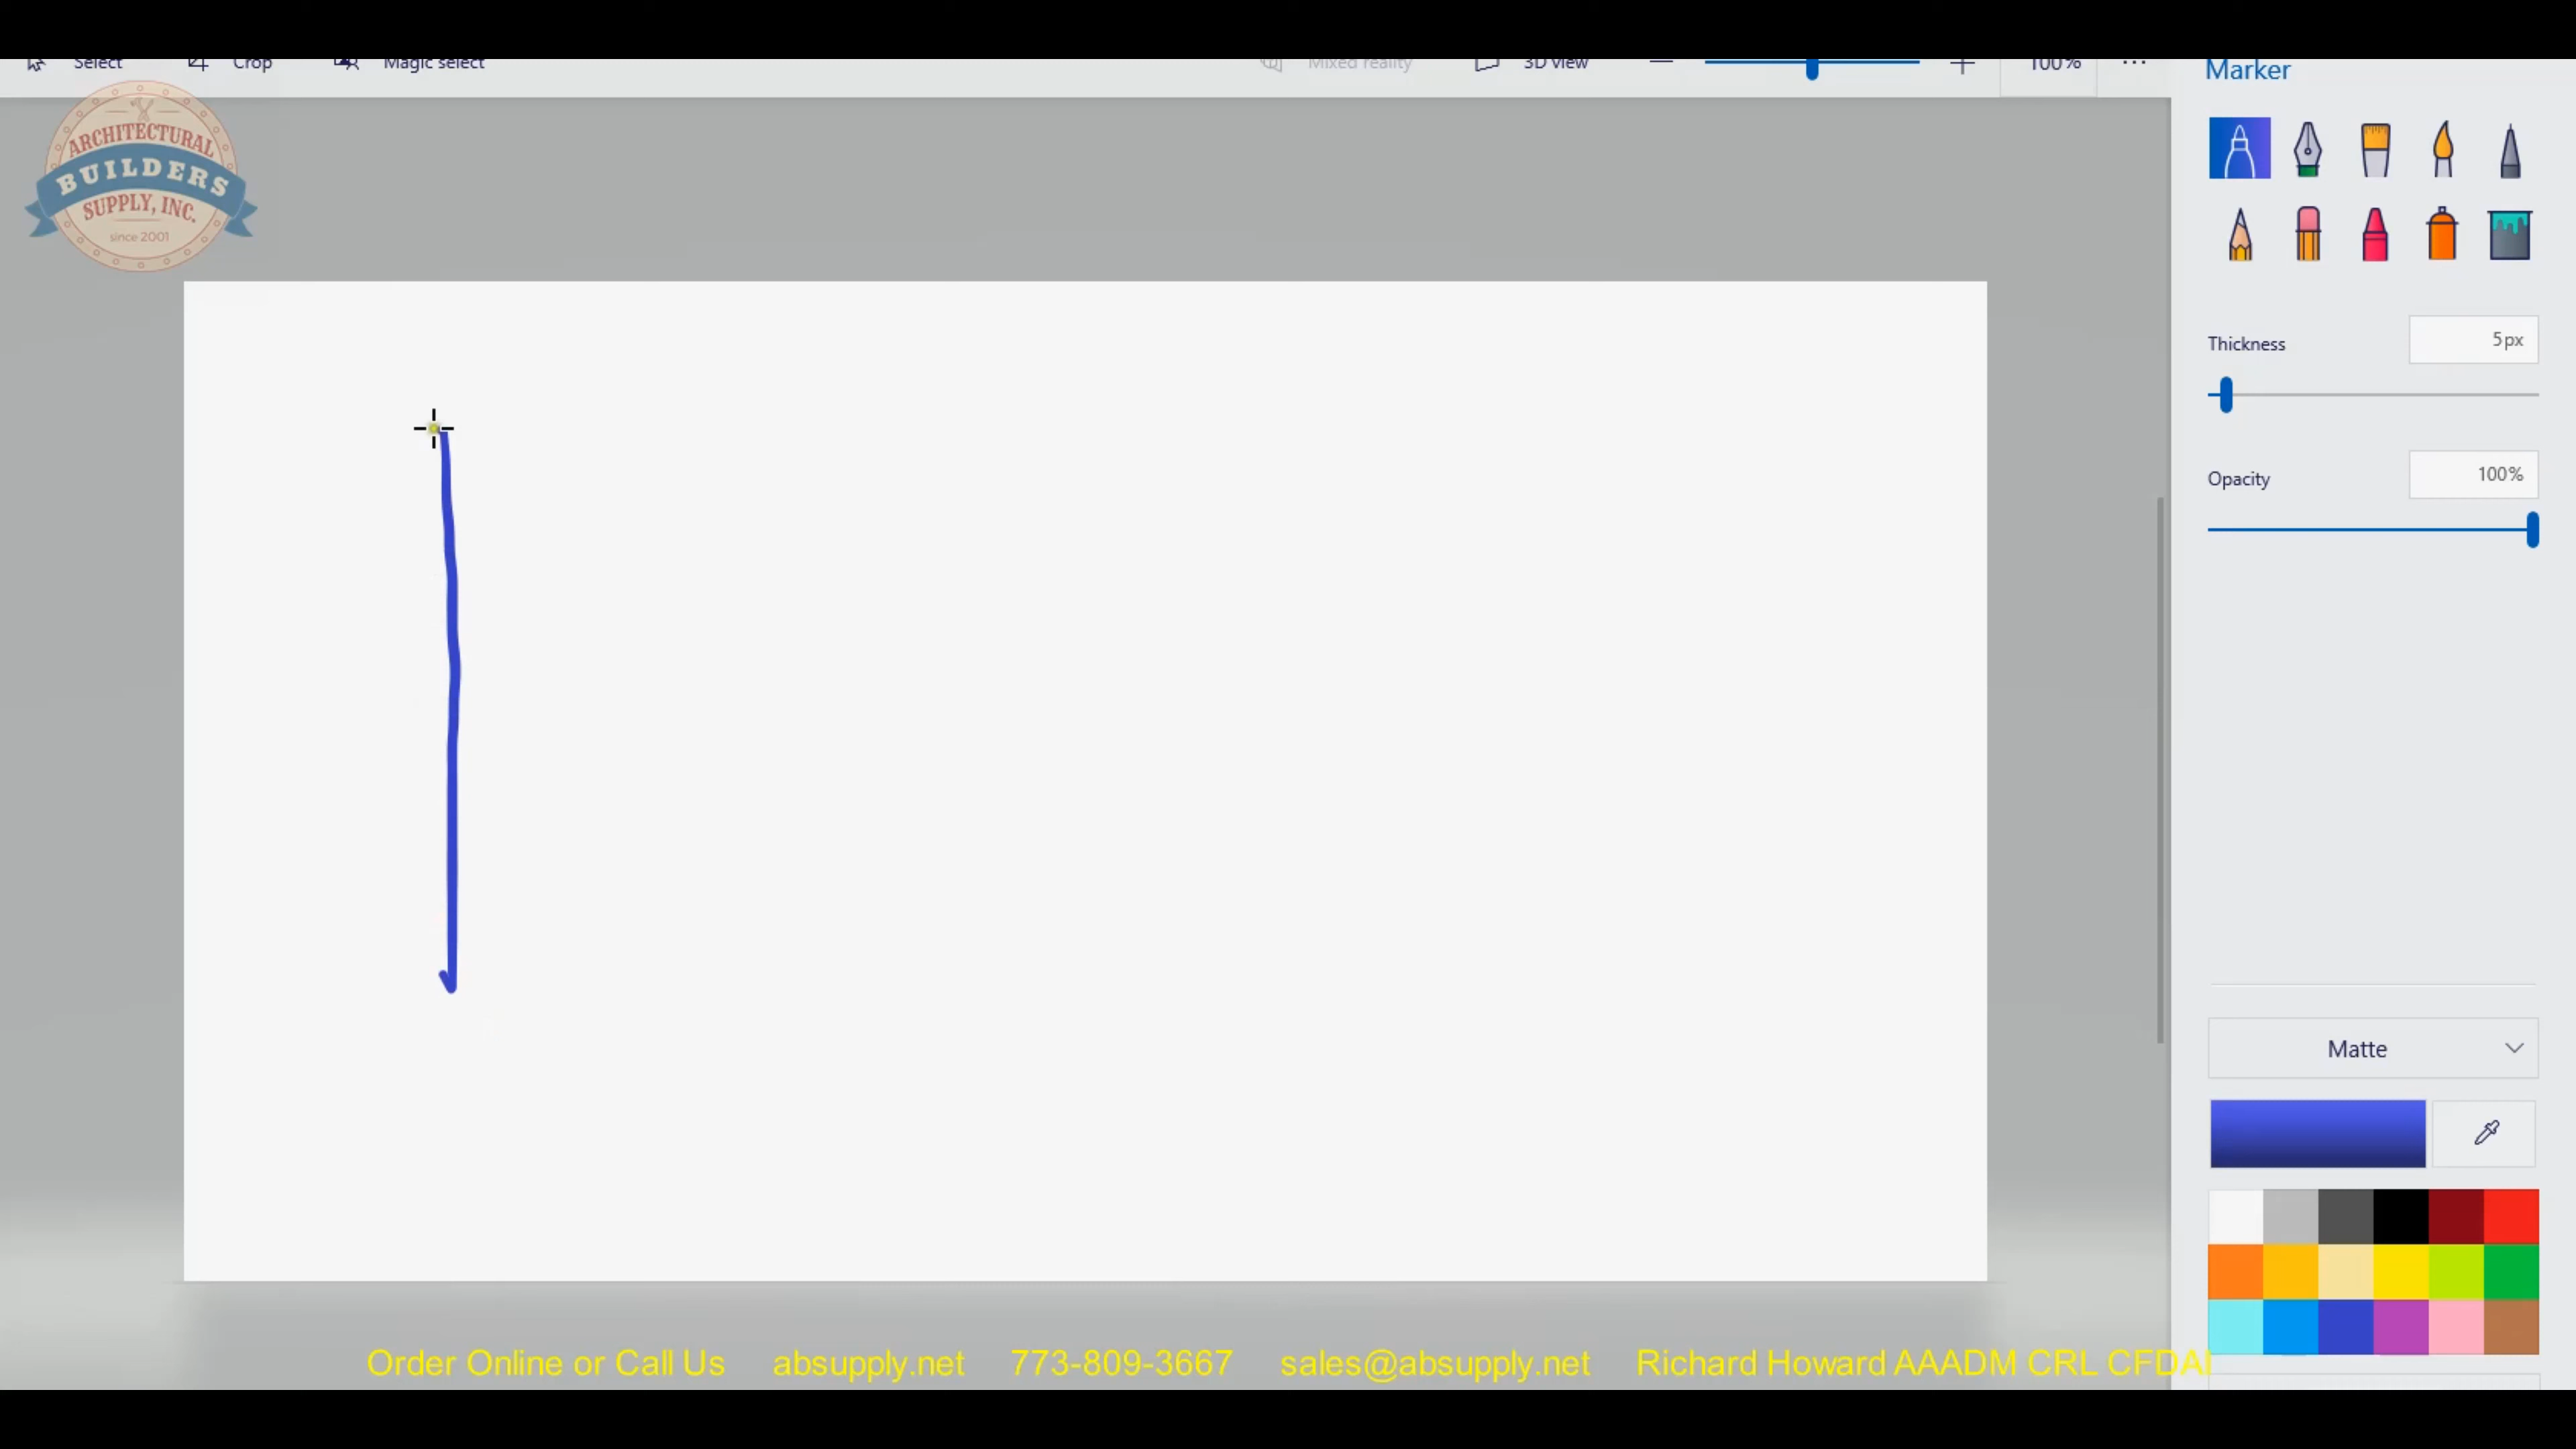 Select Crop Magic select Mixed reality 3D view 100%
Marker
ARCHITECTURAL
BUILDERS
SUPPLY, INC.
since 2001
Thickness 5px
Opacity 100%
Matte
Order Online or Call Us absupply.net 773-809-3667 sales@absupply.net Richard Howard AAADM CRL CFDAI